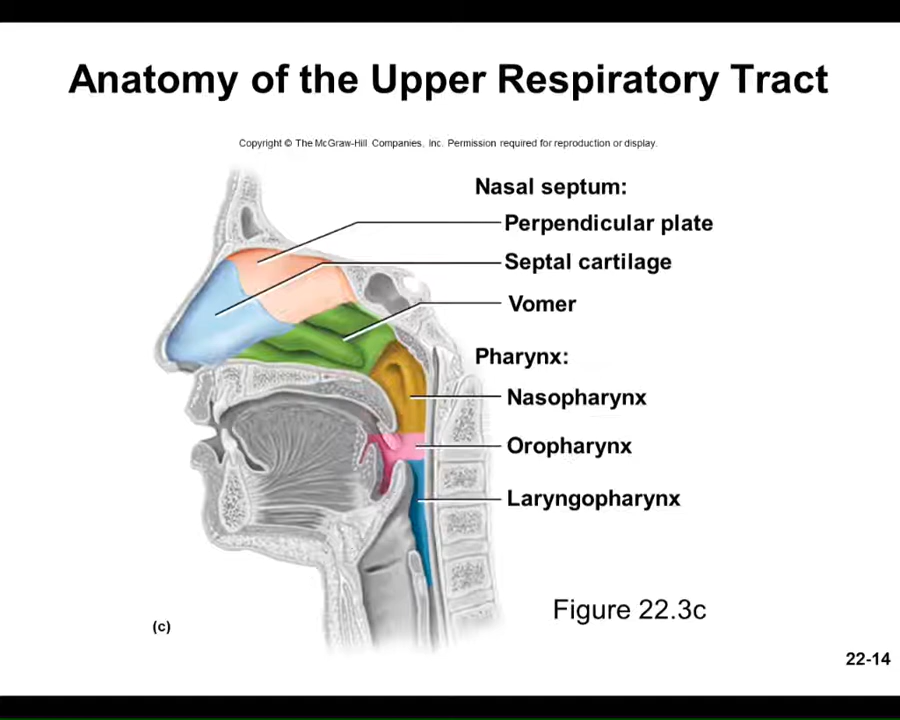 Anatomy of the Upper Respiratory Tract
Copyright © The McGraw-Hill Companies, Inc. Permission required for reproduction or display.
Nasal septum:
Perpendicular plate
Septal cartilage
Vomer
Pharynx:
Nasopharynx
Oropharynx
Laryngopharynx
Figure 22.3c
(c)
22-14